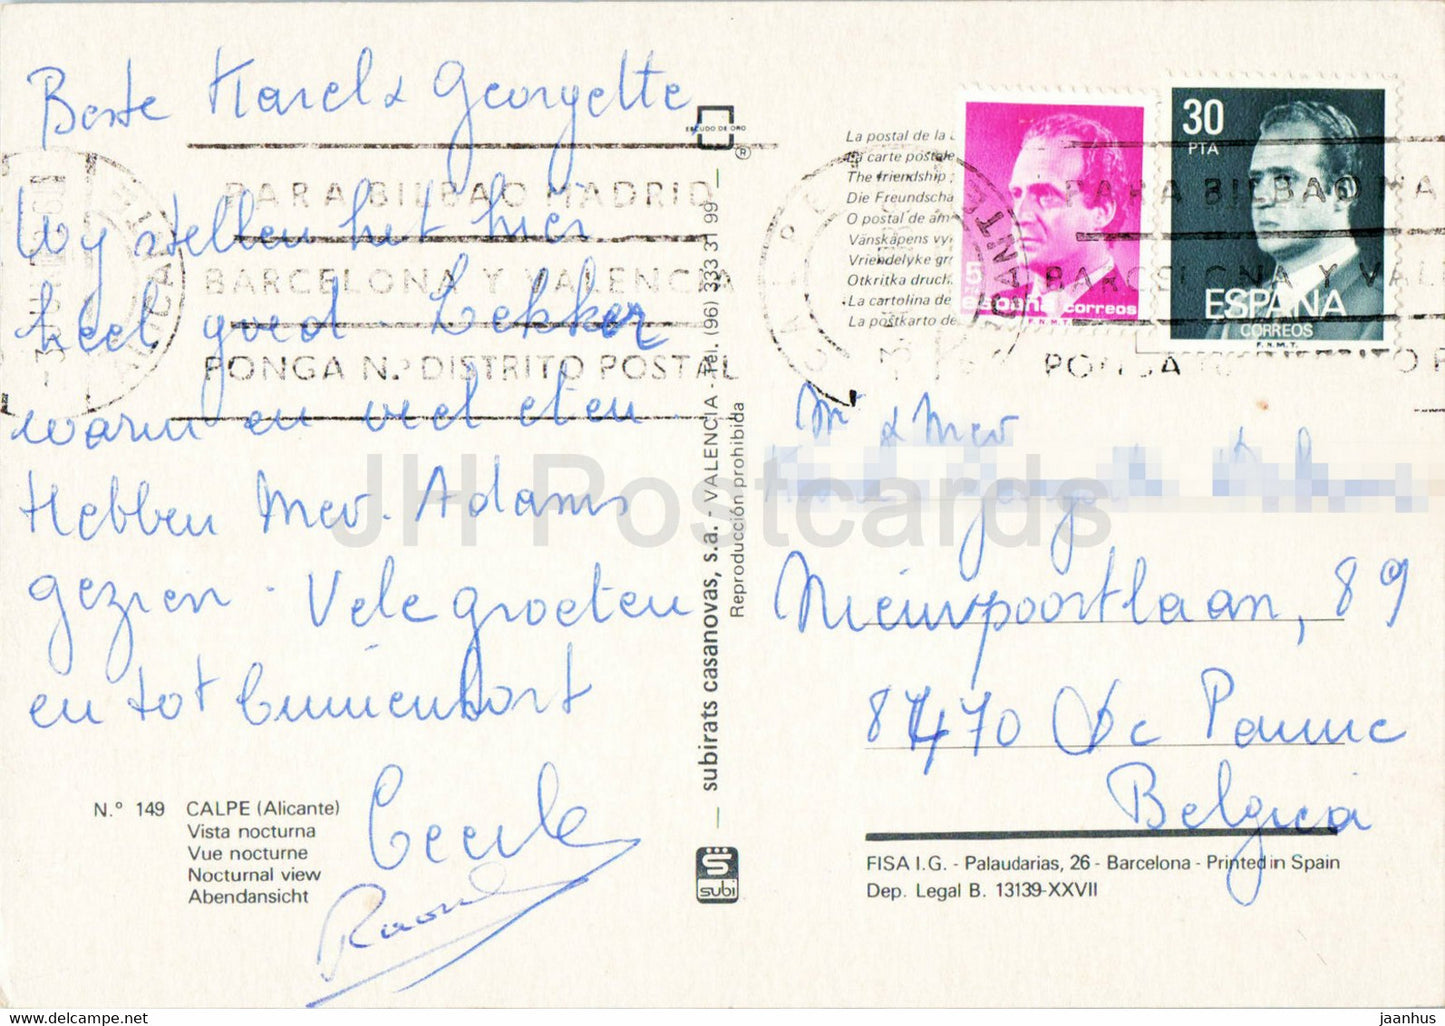 Beste Karel & Georgette
Wy stellen het hier
heel goed. Lekker
warm en veel eten.
Hebben Mev. Adams
gezien. Vele groeten
en tot binnenkort
Cecile
Raoul
N.º 149 CALPE (Alicante)
Vista nocturna
Vue nocturne
Nocturnal view
Abendansicht
ESCUDO DE ORO
®
subirats casanovas, s.a. - VALENCIA - Tel. (96) 333 31 99
Reproducción prohibida
subi
PARA BILBAO MADRID
BARCELONA Y VALENCIA
PONGA N.º DISTRITO POSTAL
ALICANTE
La postal de la
La carte postale
The friendship
Die Freundscha
O postal de am
Vänskapens vy
Vriendelyke gr
Otkritka druch
La cartolina de
La postkarto de
5
España correos
F.N.M.T.
30
PTA
ESPAÑA
CORREOS
F.N.M.T.
PARA BILBAO MA
BARCELONA Y VAL
PONGA
Mr & Mev
Nieuwpoortlaan, 89
8470 De Panne
Belgica
FISA I.G. - Palaudarias, 26 - Barcelona - Printed in Spain
Dep. Legal B. 13139-XXVII
JH Postcards
www.delcampe.net
jaanhus